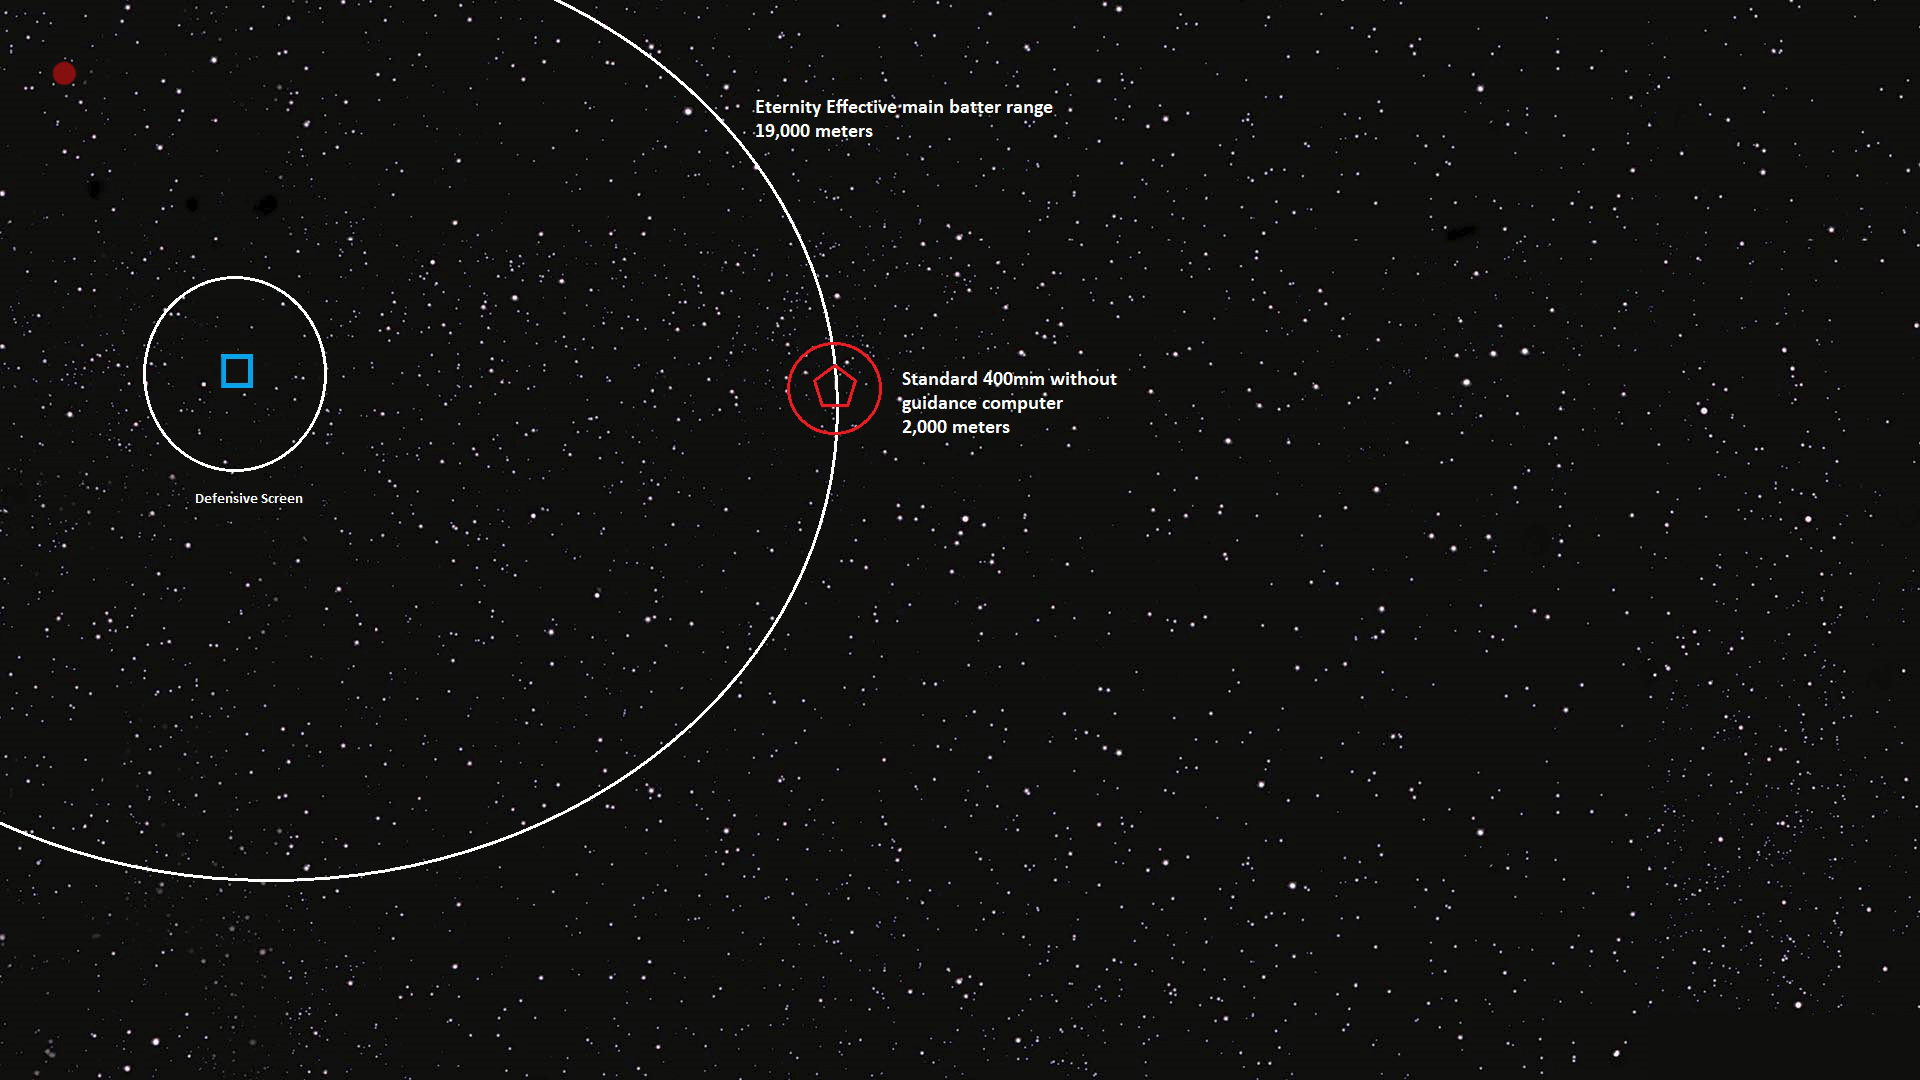 Eternity Effective main batter range
19,000 meters
Standard 400mm without
guidance computer
2,000 meters
Defensive Screen